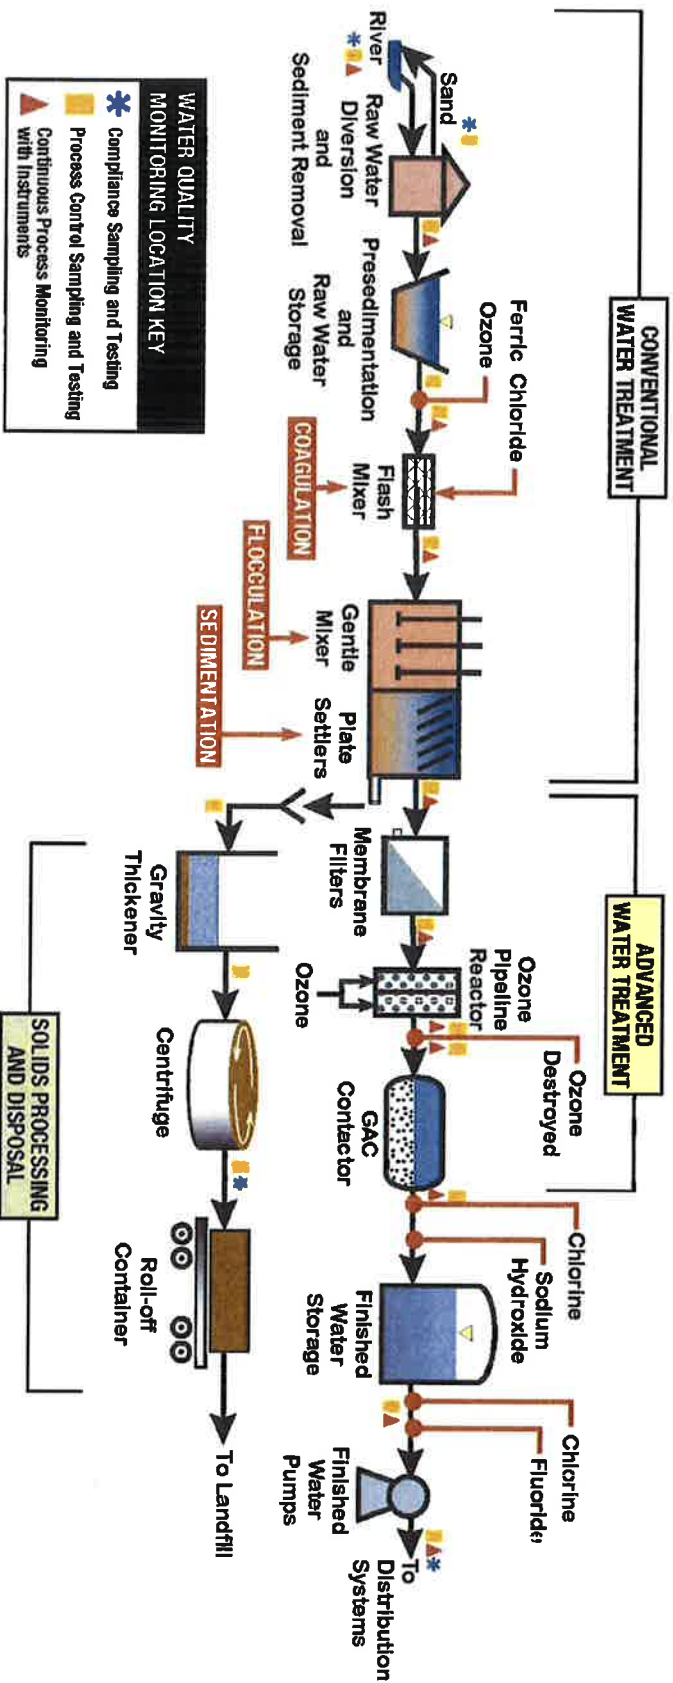 CONVENTIONAL
WATER TREATMENT
ADVANCED
WATER TREATMENT
Sand
River
Raw Water
Diversion
and
Sediment Removal
Presedimentation
and
Raw Water
Storage
Ozone
Ferric Chloride
Flash
Mixer
COAGULATION
Gentle
Mixer
FLOCCULATION
Plate
Settlers
SEDIMENTATION
Membrane
Filters
Ozone
Pipeline
Reactor
Ozone
Ozone
Destroyed
GAC
Contactor
Chlorine
Sodium
Hydroxide
Finished
Water
Storage
Chlorine
Fluoride
Finished
Water
Pumps
To
Distribution
Systems
Gravity
Thickener
Centrifuge
Roll-off
Container
To Landfill
SOLIDS PROCESSING
AND DISPOSAL
WATER QUALITY
MONITORING LOCATION KEY
Compliance Sampling and Testing
Process Control Sampling and Testing
Continuous Process Monitoring
with Instruments